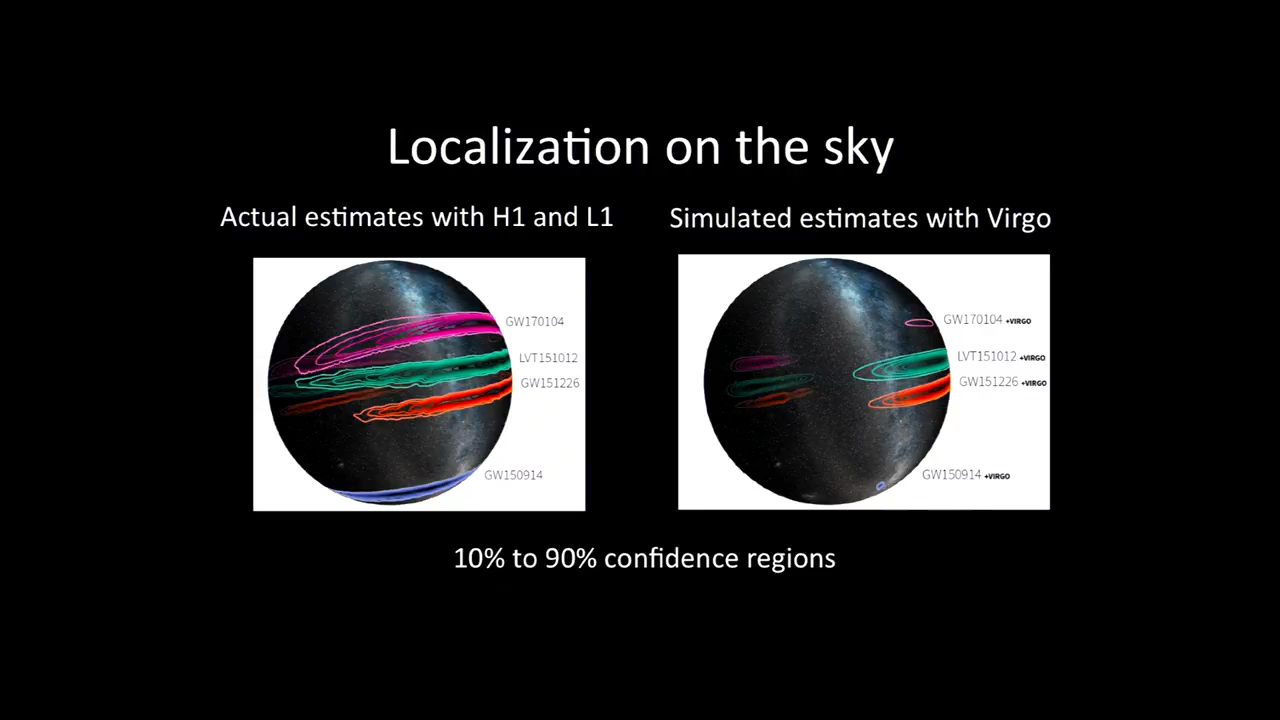 Localization on the sky
Actual estimates with H1 and L1
GW170104
LVT151012
GW151226
GW150914
Simulated estimates with Virgo
GW170104 +VIRGO
LVT151012 +VIRGO
GW151226 +VIRGO
GW150914 +VIRGO
10% to 90% confidence regions